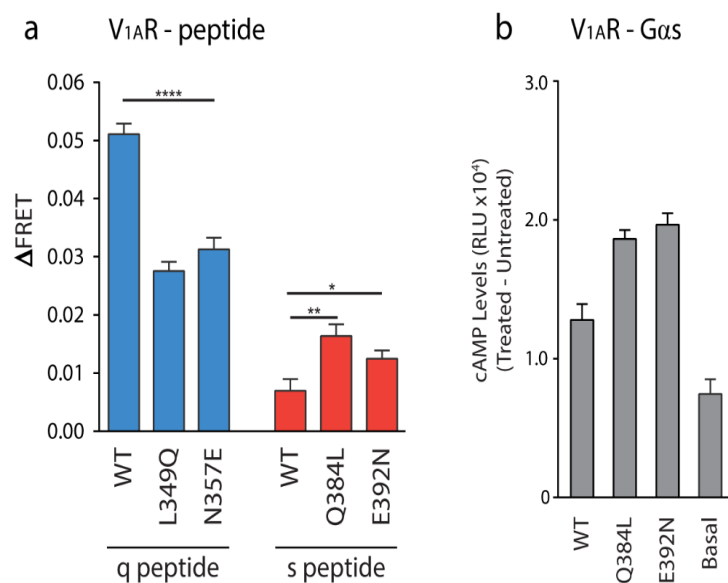 a
V1AR - peptide
ΔFRET
0.06
0.05
0.04
0.03
0.02
0.01
0.00
****
*
**
WT
L349Q
N357E
WT
Q384L
E392N
q peptide
s peptide
b
V1AR - Gαs
cAMP Levels (RLU x10⁴)
(Treated - Untreated)
3.0
2.0
1.0
0
WT
Q384L
E392N
Basal